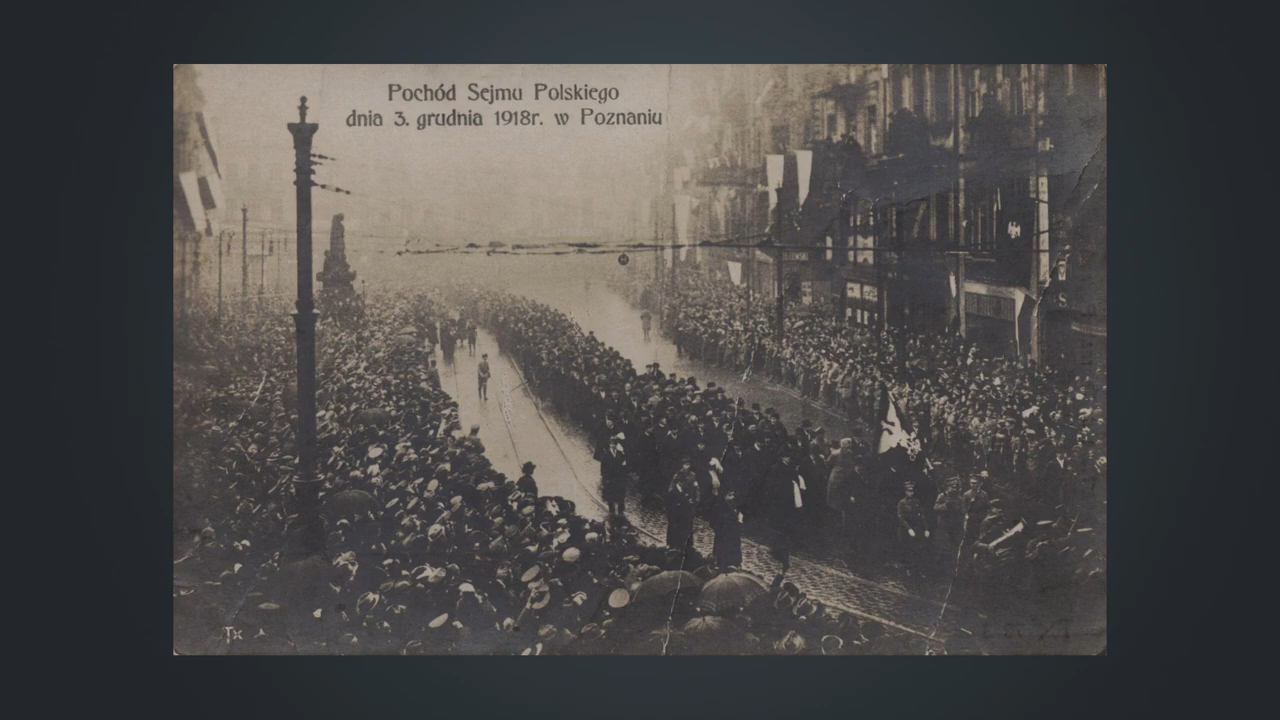 Pochód Sejmu Polskiego
dnia 3. grudnia 1918r. w Poznaniu